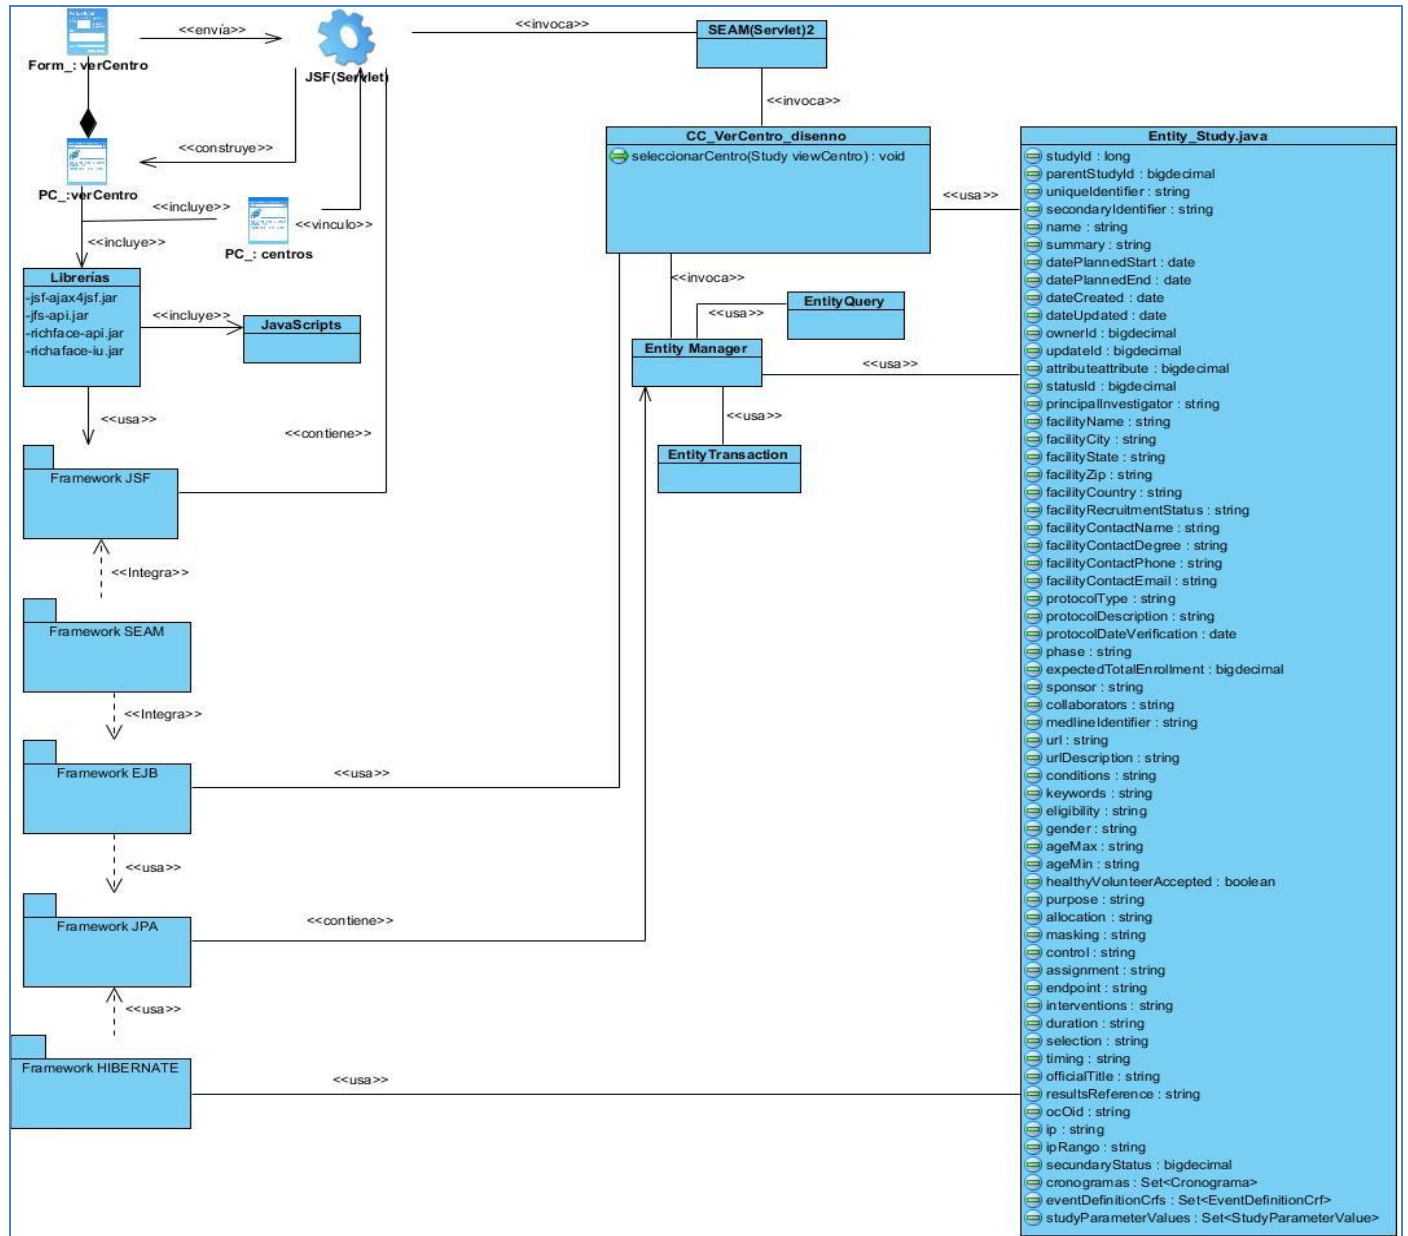 <<envía>>
<<invoca>>
SEAM(Servlet)2
Form_: verCentro
JSF(Servlet)
<<invoca>>
<<construye>>
PC_:verCentro
<<incluye>>
<<vinculo>>
PC_: centros
<<incluye>>
CC_VerCentro_disenno
seleccionarCentro(Study viewCentro) : void
<<usa>>
Librerías
-jsf-ajax4jsf.jar
-jfs-api.jar
-richface-api.jar
-richaface-iu.jar
<<incluye>>
JavaScripts
<<invoca>>
EntityQuery
<<usa>>
Entity Manager
<<usa>>
<<usa>>
EntityTransaction
<<usa>>
<<contiene>>
Framework JSF
<<Integra>>
Framework SEAM
<<Integra>>
Framework EJB
<<usa>>
<<usa>>
Framework JPA
<<contiene>>
<<usa>>
Framework HIBERNATE
<<usa>>
Entity_Study.java
studyId : long
parentStudyId : bigdecimal
uniqueIdentifier : string
secondaryIdentifier : string
name : string
summary : string
datePlannedStart : date
datePlannedEnd : date
dateCreated : date
dateUpdated : date
ownerId : bigdecimal
updateId : bigdecimal
attributeattribute : bigdecimal
statusId : bigdecimal
principalInvestigator : string
facilityName : string
facilityCity : string
facilityState : string
facilityZip : string
facilityCountry : string
facilityRecruitmentStatus : string
facilityContactName : string
facilityContactDegree : string
facilityContactPhone : string
facilityContactEmail : string
protocolType : string
protocolDescription : string
protocolDateVerification : date
phase : string
expectedTotalEnrollment : bigdecimal
sponsor : string
collaborators : string
medlineIdentifier : string
url : string
urlDescription : string
conditions : string
keywords : string
eligibility : string
gender : string
ageMax : string
ageMin : string
healthyVolunteerAccepted : boolean
purpose : string
allocation : string
masking : string
control : string
assignment : string
endpoint : string
interventions : string
duration : string
selection : string
timing : string
officialTitle : string
resultsReference : string
ocOid : string
ip : string
ipRango : string
secundaryStatus : bigdecimal
cronogramas : Set<Cronograma>
eventDefinitionCrfs : Set<EventDefinitionCrf>
studyParameterValues : Set<StudyParameterValue>